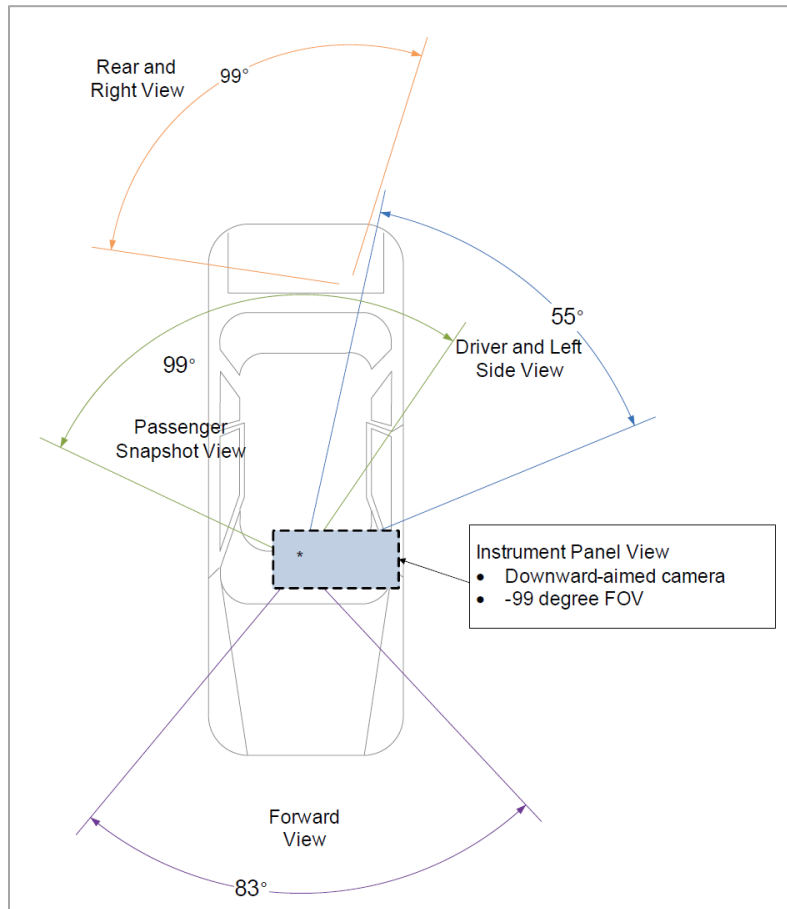 Rear and
Right View
99°
55°
Driver and Left
Side View
99°
Passenger
Snapshot View
*
Instrument Panel View
• Downward-aimed camera
• -99 degree FOV
Forward
View
83°